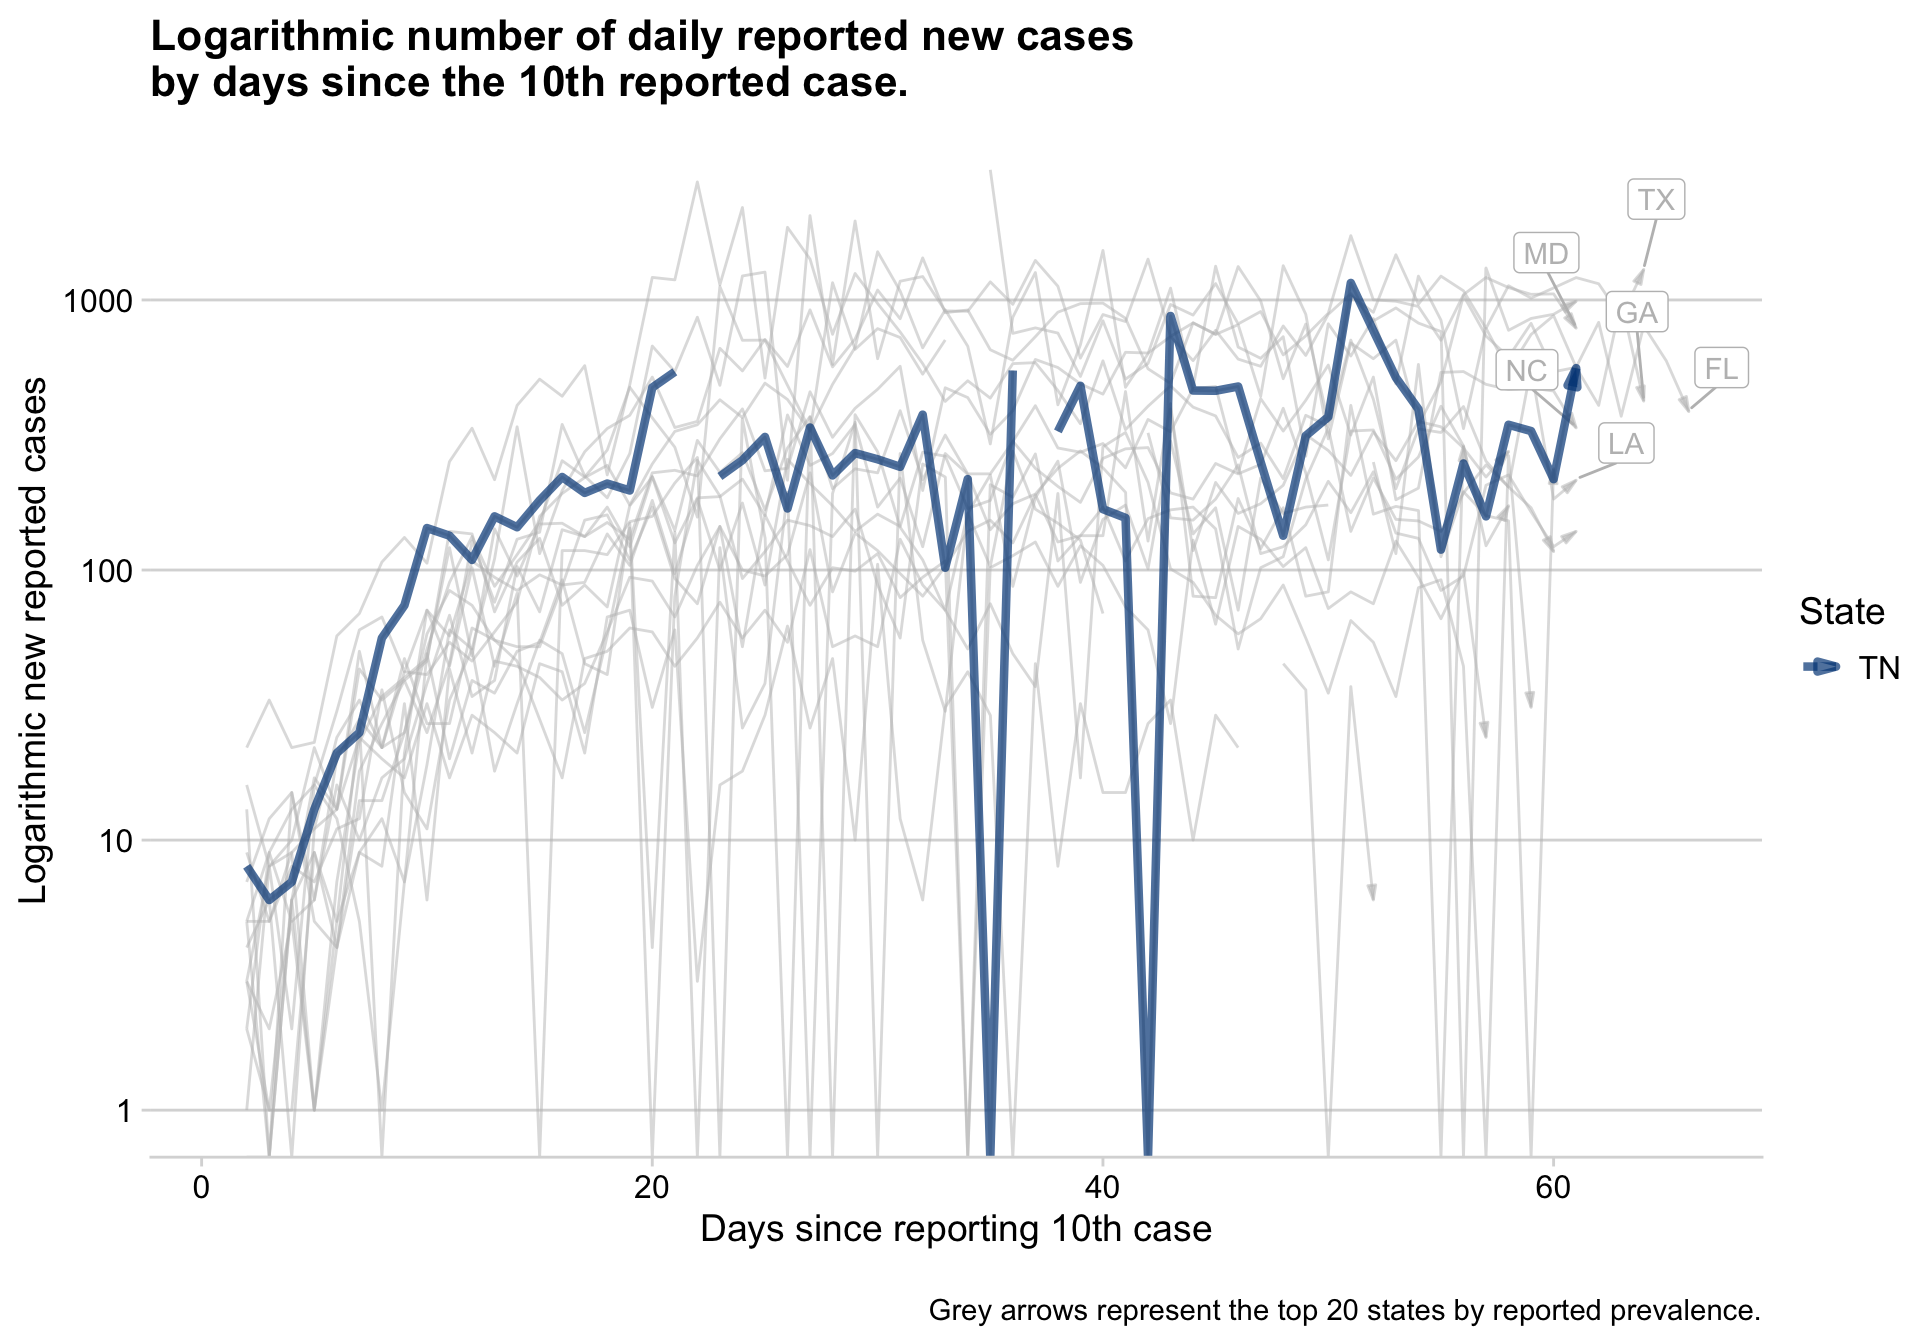 Logarithmic number of daily reported new cases
by days since the 10th reported case.
Logarithmic new reported cases
1000
100
10
1
TX
MD
GA
NC
FL
LA
State
TN
0
20
40
60
Days since reporting 10th case
Grey arrows represent the top 20 states by reported prevalence.